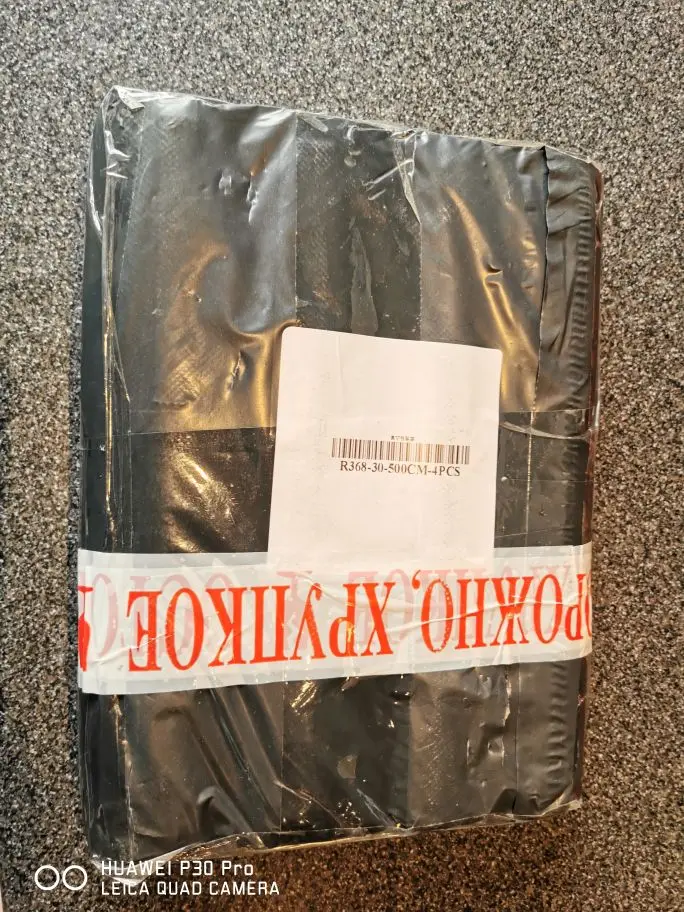 R368-30-500CM-4PCS
ОРОЖНО, ХРУПКОЕ
HUAWEI P30 Pro
LEICA QUAD CAMERA